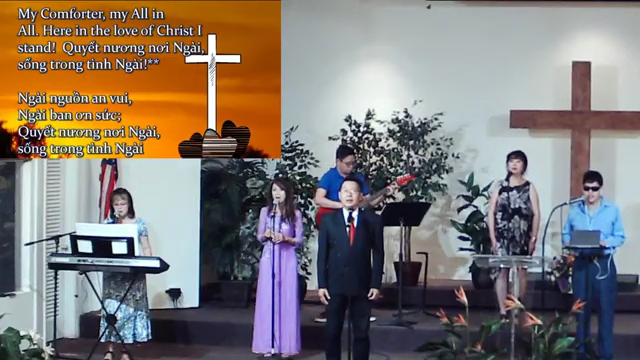 My Comforter, my All in
All. Here in the love of Christ I
stand!  Quyết nương nơi Ngài,
sống trong tình Ngài!**

Ngài nguồn an vui,
Ngài ban ơn sức;
Quyết nương nơi Ngài,
sống trong tình Ngài